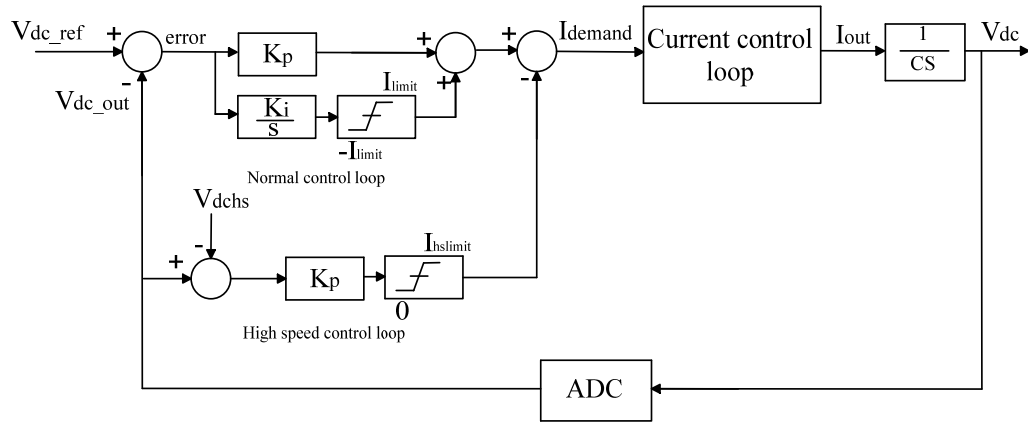 Vdc_ref
+
error
-
Vdc_out
Kp
+
+
Ki
s
Ilimit
-Ilimit
Normal control loop
+
-
Idemand
Current control
loop
Iout
1
CS
Vdc
Vdchs
-
+
Kp
Ihslimit
0
High speed control loop
ADC